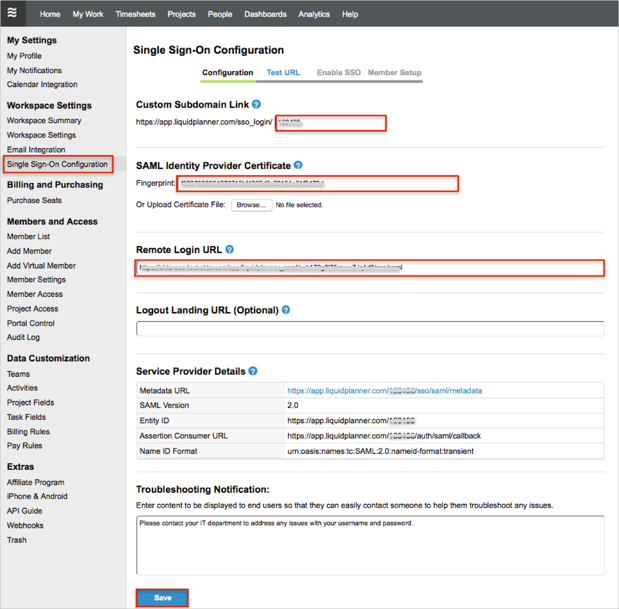 Home My Work Timesheets Projects People Dashboards Analytics Help
My Settings
My Profile
My Notifications
Calendar Integration
Workspace Settings
Workspace Summary
Workspace Settings
Email Integration
Single Sign-On Configuration
Billing and Purchasing
Purchase Seats
Members and Access
Member List
Add Member
Add Virtual Member
Member Settings
Member Access
Project Access
Portal Control
Audit Log
Data Customization
Teams
Activities
Project Fields
Task Fields
Billing Rules
Pay Rules
Extras
Affiliate Program
iPhone & Android
API Guide
Webhooks
Trash
Single Sign-On Configuration
Configuration Test URL Enable SSO Member Setup
Custom Subdomain Link ?
https://app.liquidplanner.com/sso_login/
SAML Identity Provider Certificate ?
Fingerprint:
Or Upload Certificate File: Browse... No file selected.
Remote Login URL ?
Logout Landing URL (Optional) ?
Service Provider Details ?
Metadata URL https://app.liquidplanner.com/ /sso/saml/metadata
SAML Version 2.0
Entity ID https://app.liquidplanner.com/
Assertion Consumer URL https://app.liquidplanner.com/ /auth/saml/callback
Name ID Format urn:oasis:names:tc:SAML:2.0:nameid-format:transient
Troubleshooting Notification:
Enter content to be displayed to end users so that they can easily contact someone to help them troubleshoot any issues.
Please contact your IT department to address any issues with your username and password.
Save